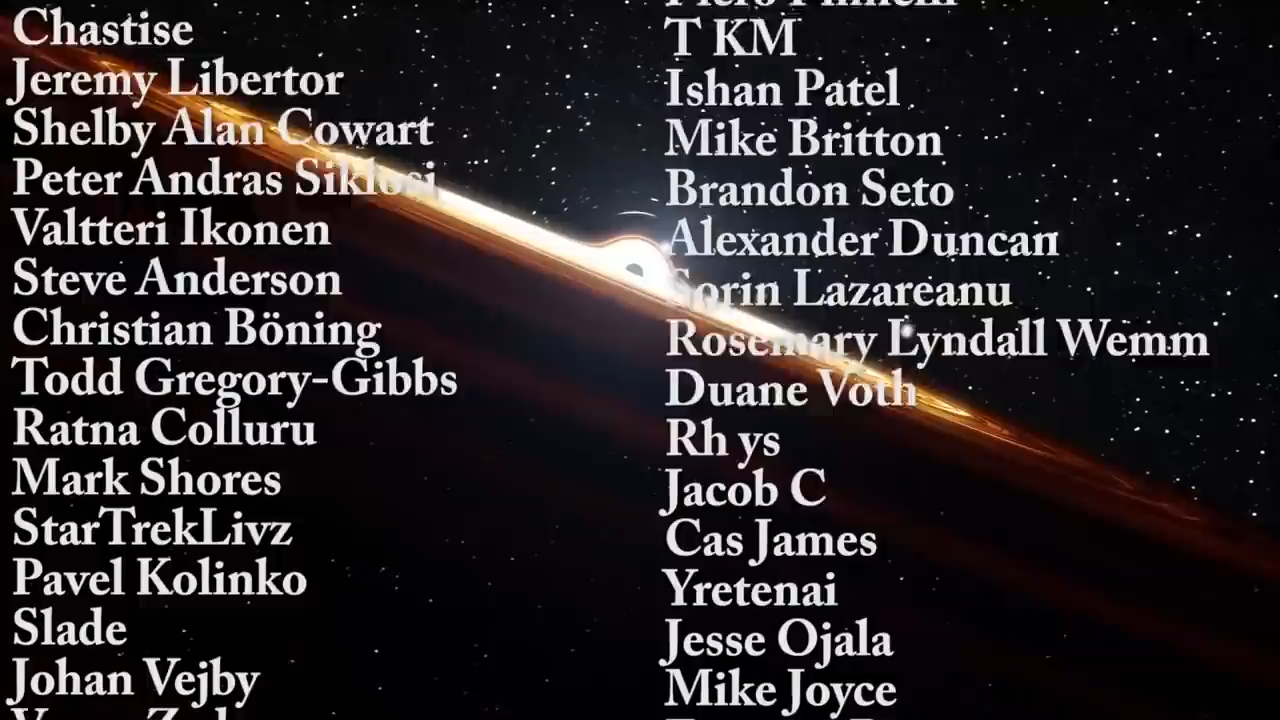 Chastise
Jeremy Libertor
Shelby Alan Cowart
Peter Andras Siklosi
Valtteri Ikonen
Steve Anderson
Christian Böning
Todd Gregory-Gibbs
Ratna Colluru
Mark Shores
StarTrekLivz
Pavel Kolinko
Slade
Johan Vejby
T KM
Ishan Patel
Mike Britton
Brandon Seto
Alexander Duncan
Sorin Lazareanu
Rosemary Lyndall Wemm
Duane Voth
Rh ys
Jacob C
Cas James
Yretenai
Jesse Ojala
Mike Joyce